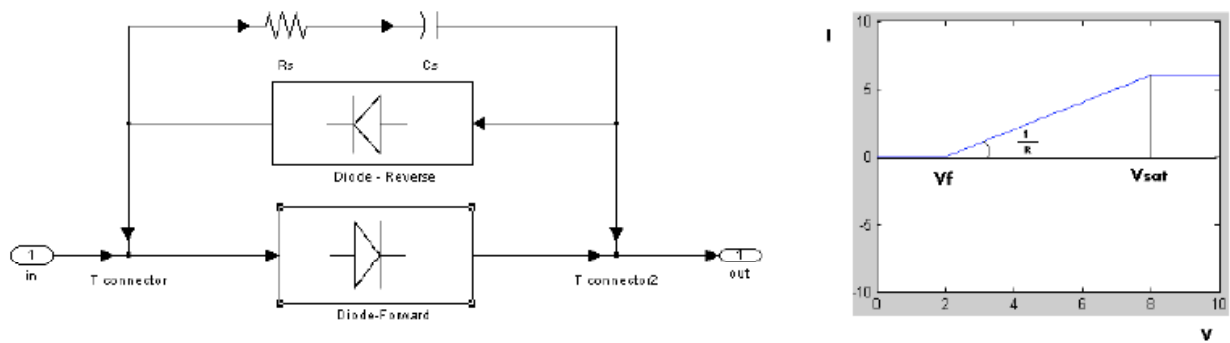 Rs
Cs
Diode - Reverse
1
in
T connector
Diode-Forward
T connector2
1
out
I
10
5
0
-5
-10
1
R
Vf
Vsat
0
2
4
6
8
10
V